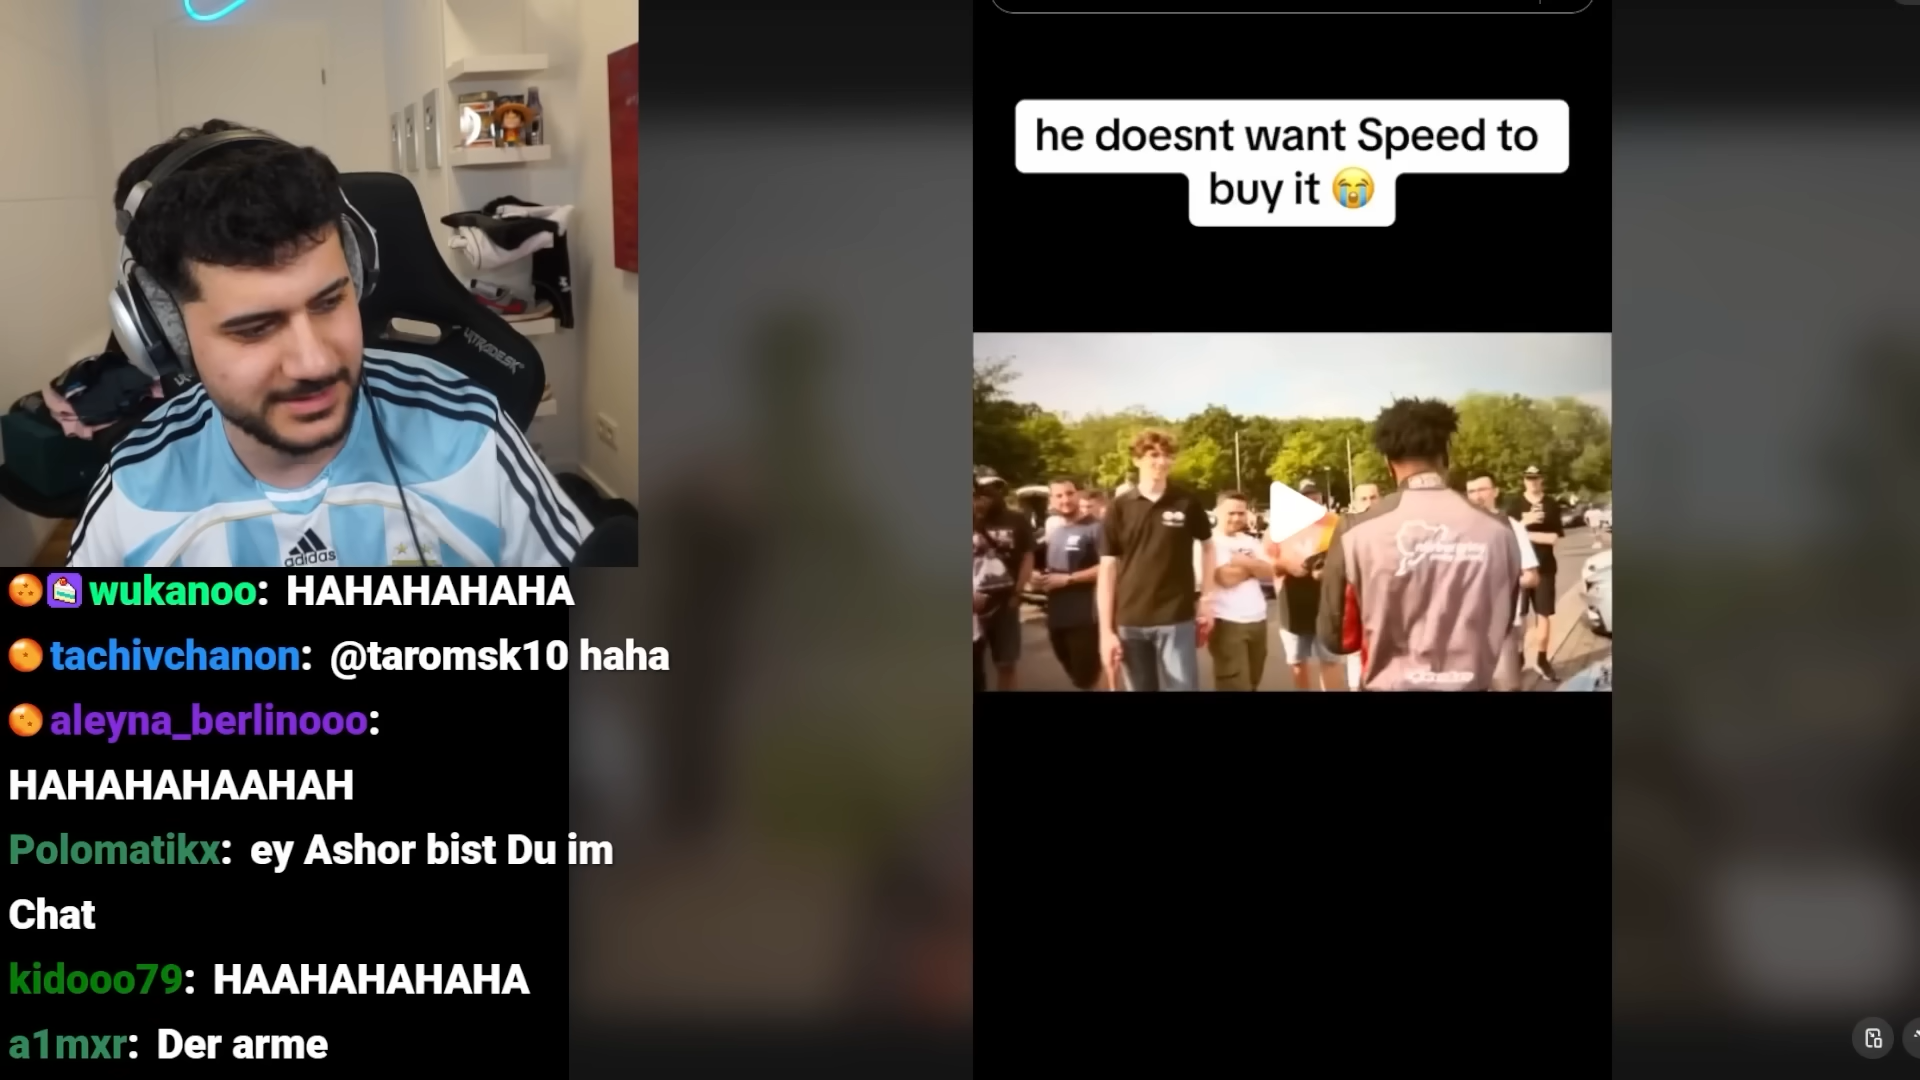 he doesnt want Speed to
buy it 😭
ULTRADESK
adidas
wukanoo: HAHAHAHAHA
tachivchanon: @taromsk10 haha
aleyna_berlinooo:
HAHAHAHAAHAH
Polomatikx: ey Ashor bist Du im
Chat
kidooo79: HAAHAHAHAHA
a1mxr: Der arme